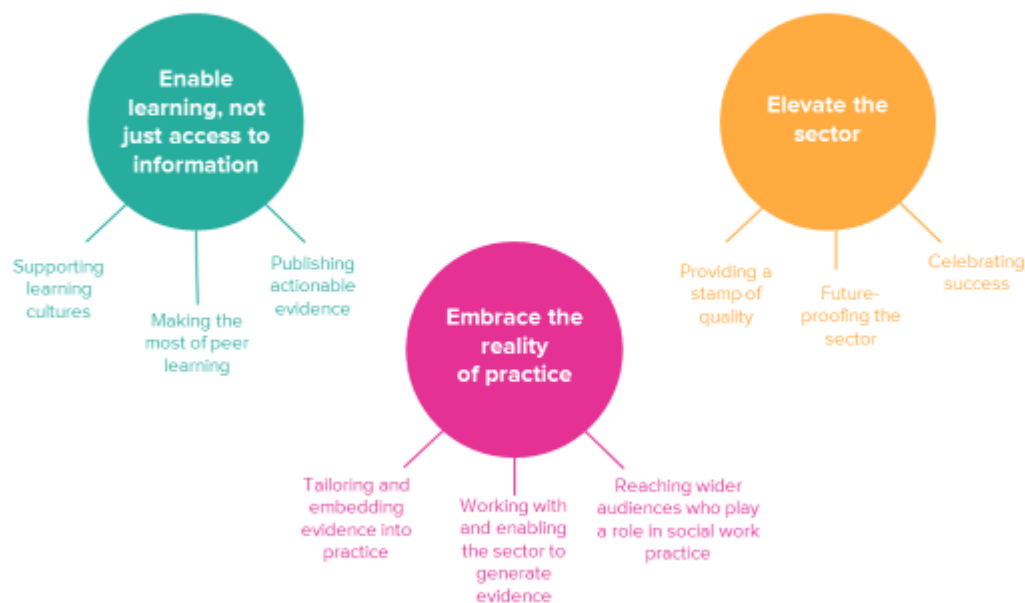 Enable
learning, not
just access to
information
Supporting
learning
cultures
Making the
most of peer
learning
Publishing
actionable
evidence
Embrace the
reality
of practice
Tailoring and
embedding
evidence into
practice
Working with
and enabling
the sector to
generate
evidence
Reaching wider
audiences who play
a role in social work
practice
Elevate the
sector
Providing a
stamp of
quality
Future-
proofing the
sector
Celebrating
success